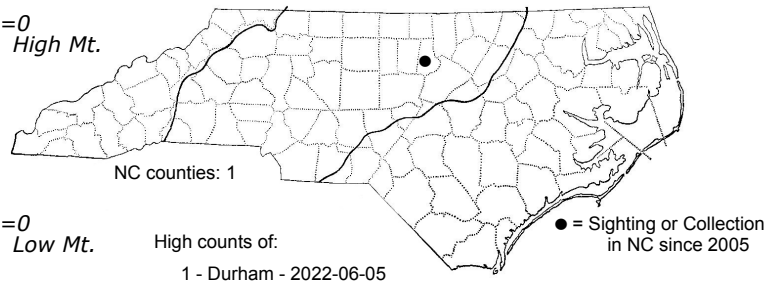 =0
High Mt.
NC counties: 1
=0
Low Mt.
High counts of:
1 - Durham - 2022-06-05
● = Sighting or Collection
in NC since 2005